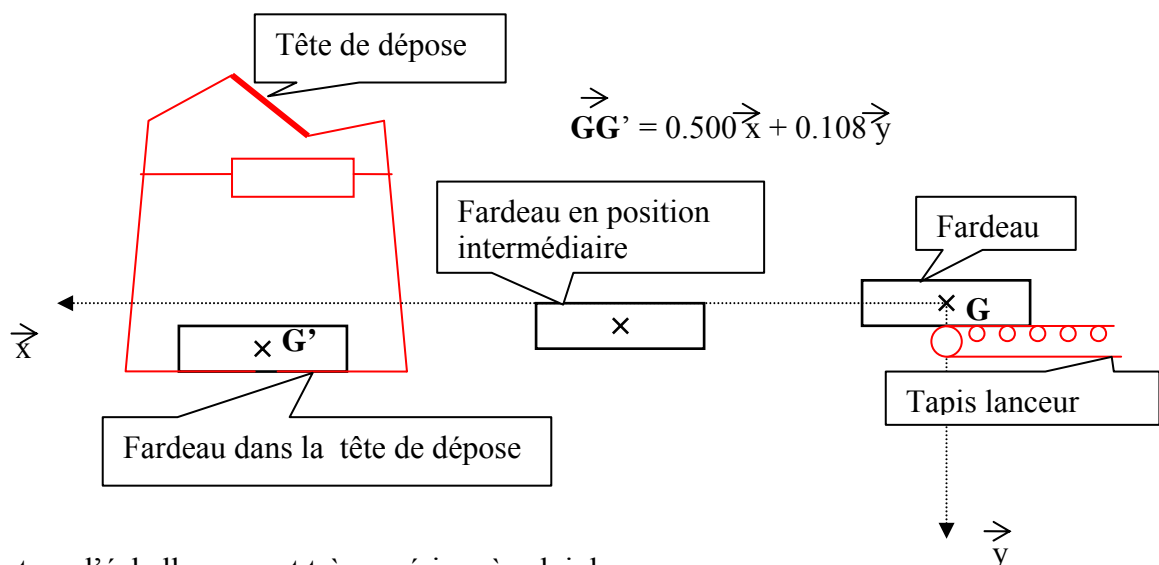 Tête de dépose
GG' = 0.500 x + 0.108 y
Fardeau en position
intermédiaire
Fardeau
x
G'
G
Tapis lanceur
Fardeau dans la tête de dépose
y